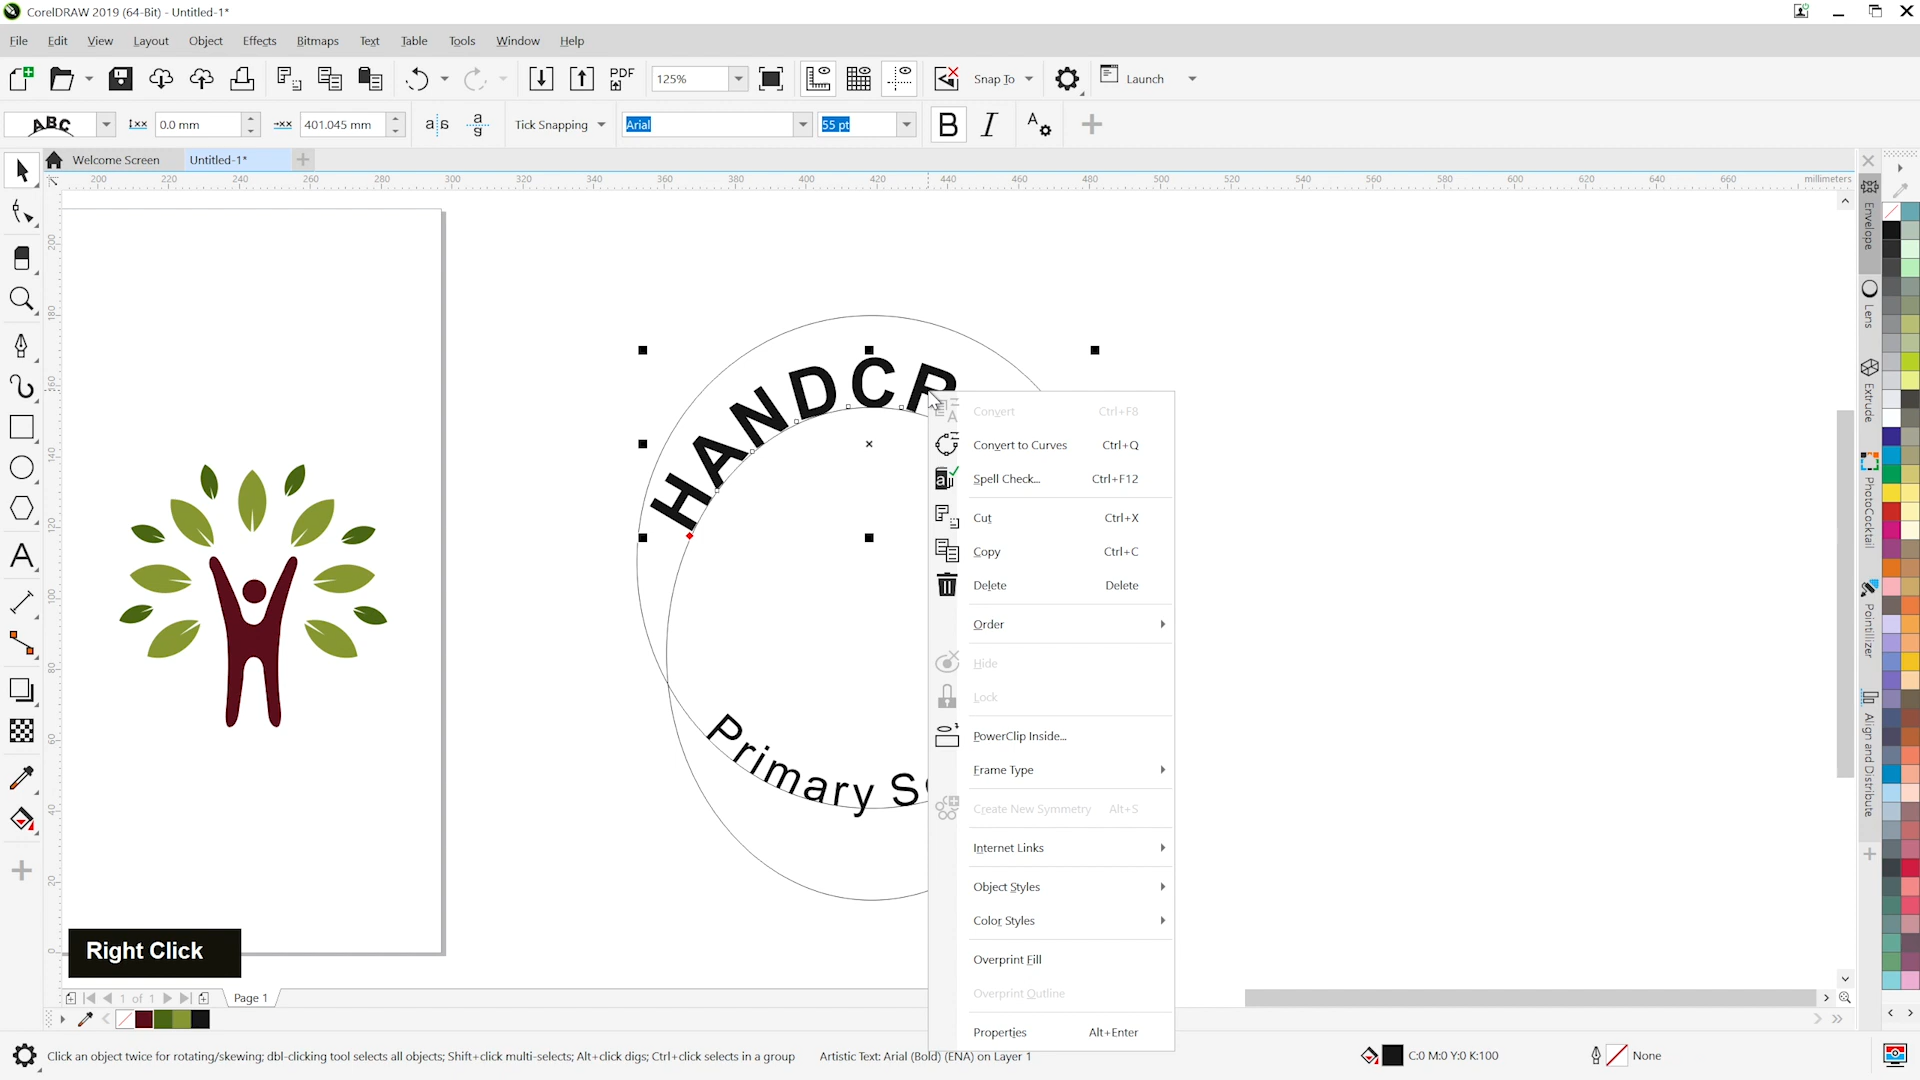 CorelDRAW 2019 (64-Bit) - Untitled-1*
File Edit View Layout Object Effects Bitmaps Text Table Tools Window Help
PDF 125% Snap To Launch
ABC 0.0 mm 401.045 mm Tick Snapping Arial 55 pt B I
Welcome Screen Untitled-1*
200 220 240 260 280 300 320 340 360 380 400 420 440 460 480 500 520 540 560 580 600 620 640 660 millimeters
HANDCR
Primary S
Convert Ctrl+F8
Convert to Curves Ctrl+Q
Spell Check... Ctrl+F12
Cut Ctrl+X
Copy Ctrl+C
Delete Delete
Order
Hide
Lock
PowerClip Inside...
Frame Type
Create New Symmetry Alt+S
Internet Links
Object Styles
Color Styles
Overprint Fill
Overprint Outline
Properties Alt+Enter
Envelope
Lens
Extrude
PhotoCocktail
Pointillizer
Align and Distribute
Right Click
1 of 1 Page 1
Click an object twice for rotating/skewing; dbl-clicking tool selects all objects; Shift+click multi-selects; Alt+click digs; Ctrl+click selects in a group Artistic Text: Arial (Bold) (ENA) on Layer 1 C:0 M:0 Y:0 K:100 None